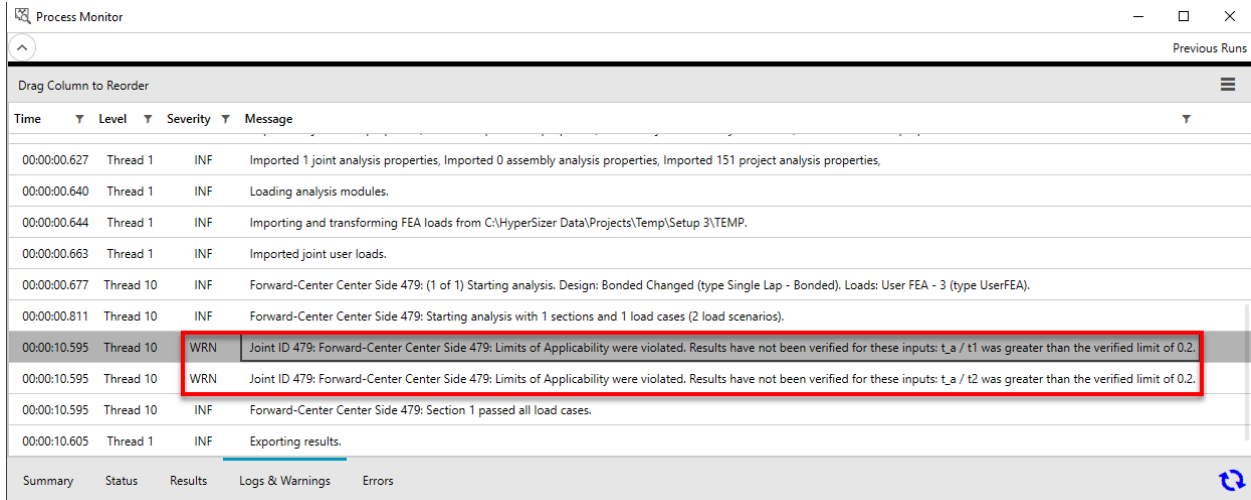 Process Monitor
Previous Runs
Drag Column to Reorder
Time Level Severity Message
00:00:00.627 Thread 1 INF Imported 1 joint analysis properties, Imported 0 assembly analysis properties, Imported 151 project analysis properties,
00:00:00.640 Thread 1 INF Loading analysis modules.
00:00:00.644 Thread 1 INF Importing and transforming FEA loads from C:\HyperSizer Data\Projects\Temp\Setup 3\TEMP.
00:00:00.663 Thread 1 INF Imported joint user loads.
00:00:00.677 Thread 10 INF Forward-Center Center Side 479: (1 of 1) Starting analysis. Design: Bonded Changed (type Single Lap - Bonded). Loads: User FEA - 3 (type UserFEA).
00:00:00.811 Thread 10 INF Forward-Center Center Side 479: Starting analysis with 1 sections and 1 load cases (2 load scenarios).
00:00:10.595 Thread 10 WRN Joint ID 479: Forward-Center Center Side 479: Limits of Applicability were violated. Results have not been verified for these inputs: t_a / t1 was greater than the verified limit of 0.2.
00:00:10.595 Thread 10 WRN Joint ID 479: Forward-Center Center Side 479: Limits of Applicability were violated. Results have not been verified for these inputs: t_a / t2 was greater than the verified limit of 0.2.
00:00:10.595 Thread 10 INF Forward-Center Center Side 479: Section 1 passed all load cases.
00:00:10.605 Thread 1 INF Exporting results.
Summary Status Results Logs & Warnings Errors